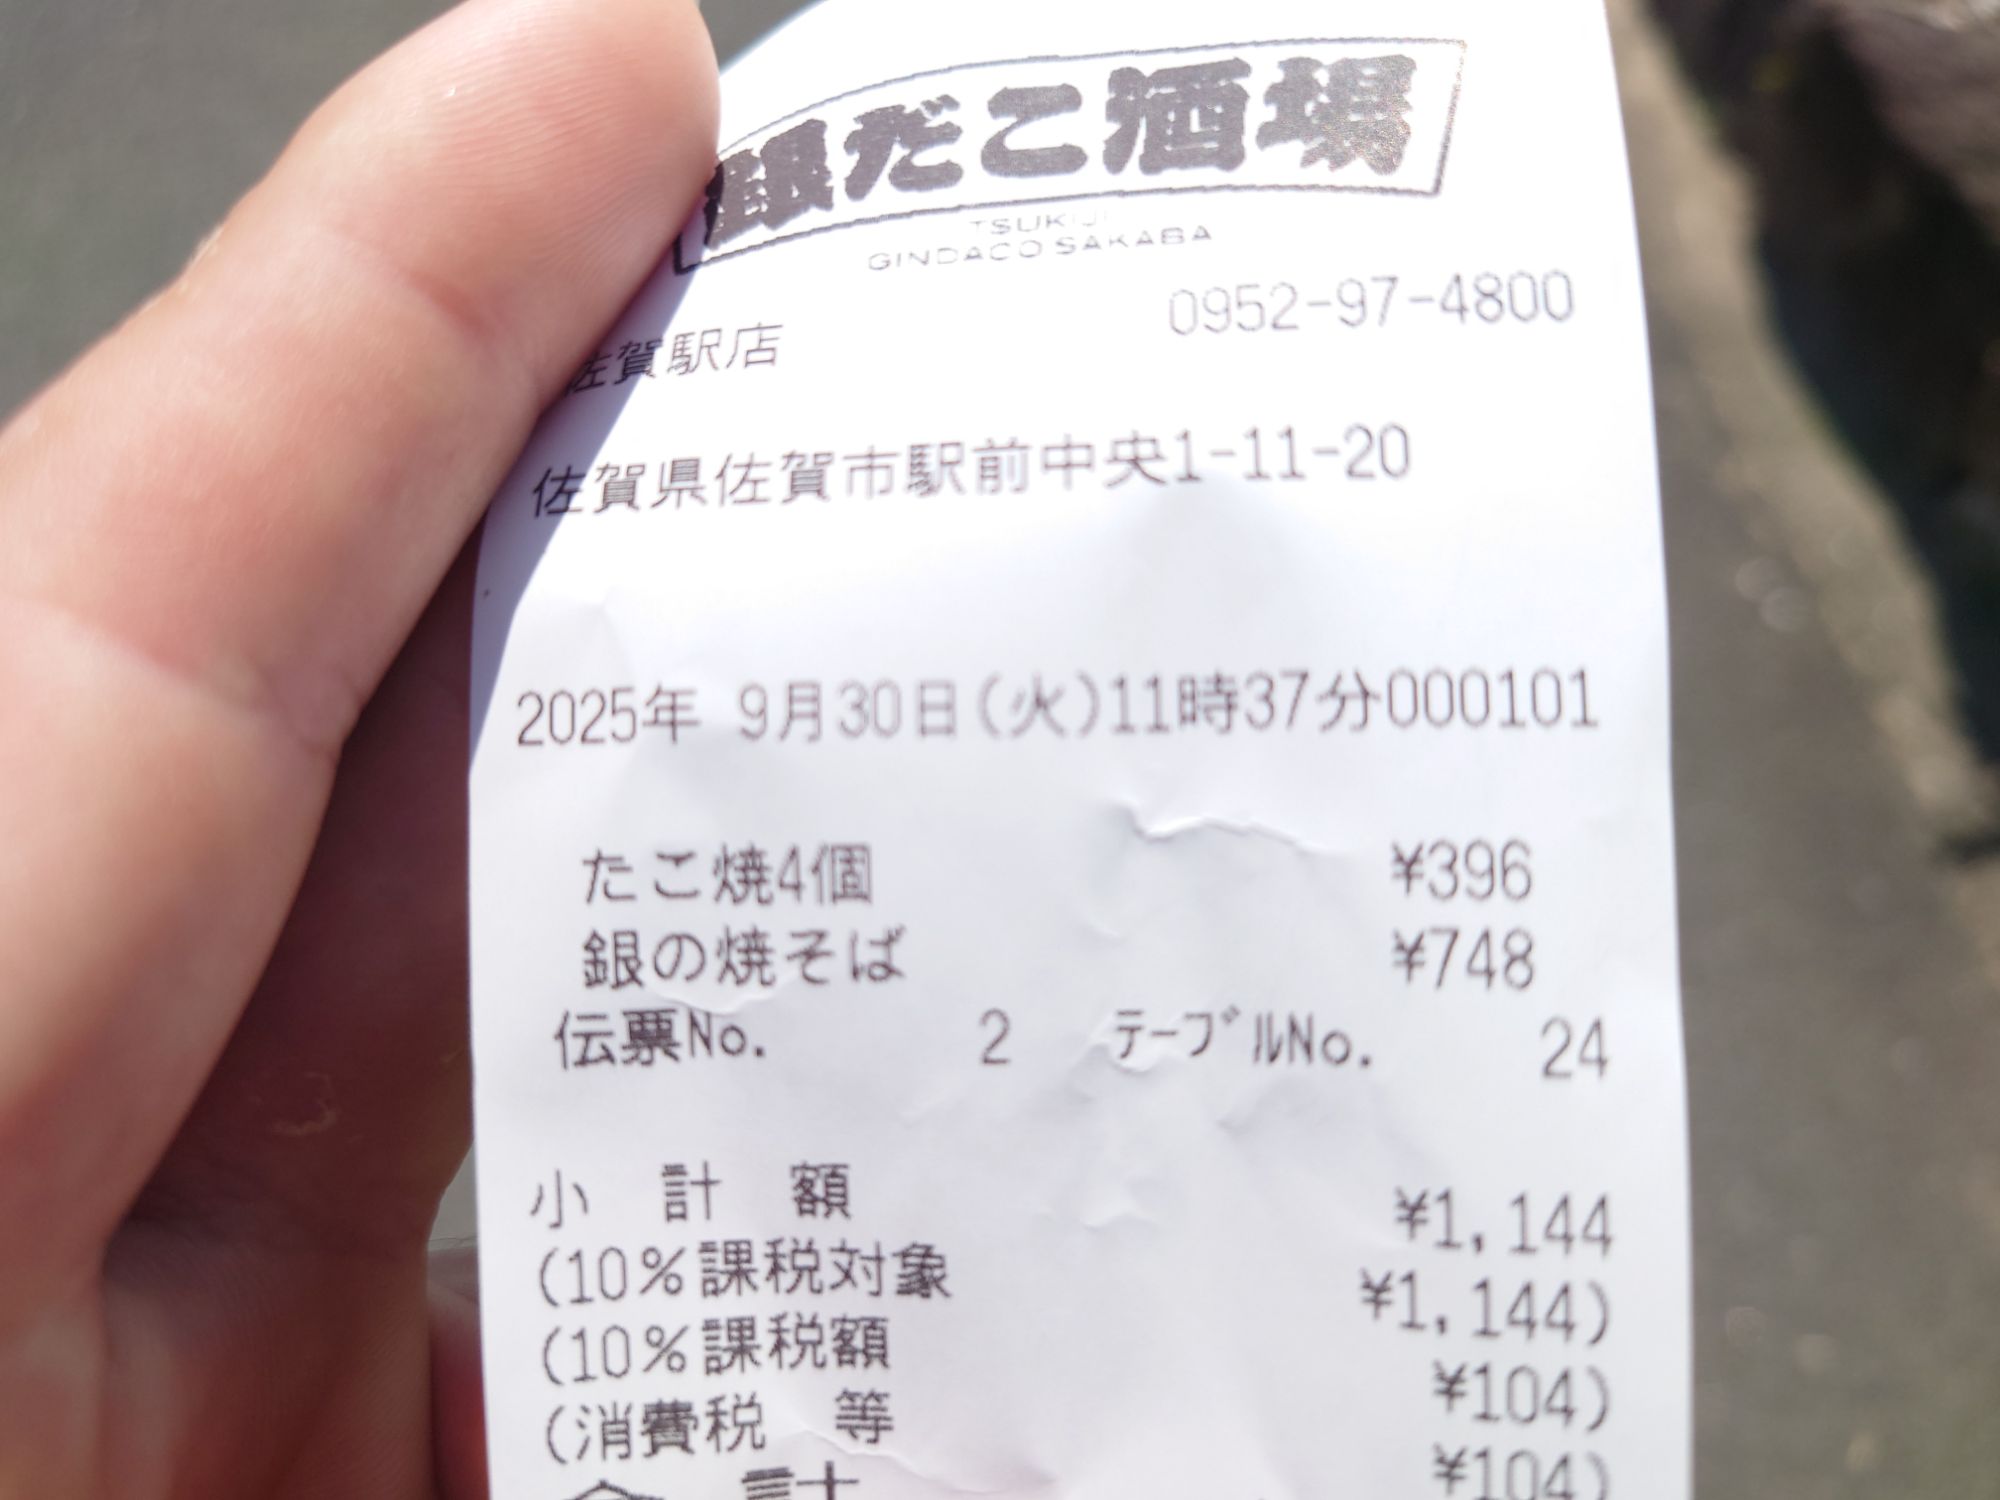 銀だこ酒場
TSUKIJI
GINDACO SAKABA
0952-97-4800
佐賀駅店
佐賀県佐賀市駅前中央1-11-20
2025年 9月30日(火)11時37分000101
たこ焼4個 ¥396
銀の焼そば ¥748
伝票No. 2 テーブルNo. 24
小 計 額 ¥1,144
(10%課税対象 ¥1,144)
(10%課税額 ¥104)
(消費税 等 ¥104)
合 計